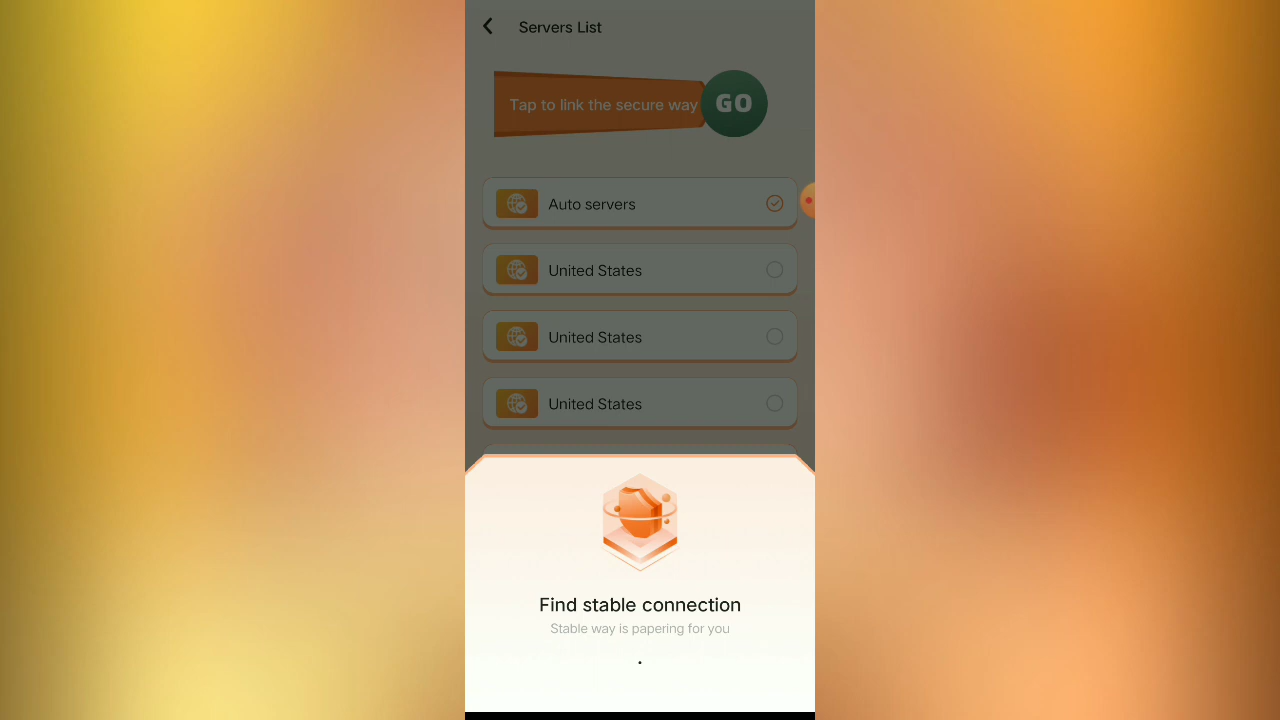 Servers List
Tap to link the secure way
GO
Auto servers
United States
United States
United States
Find stable connection
Stable way is papering for you